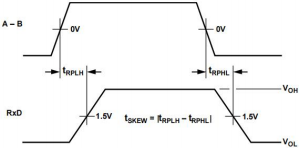 A – B
0V
0V
tRPLH
tRPHL
VOH
RxD
1.5V
tSKEW = |tRPLH – tRPHL|
1.5V
VOL